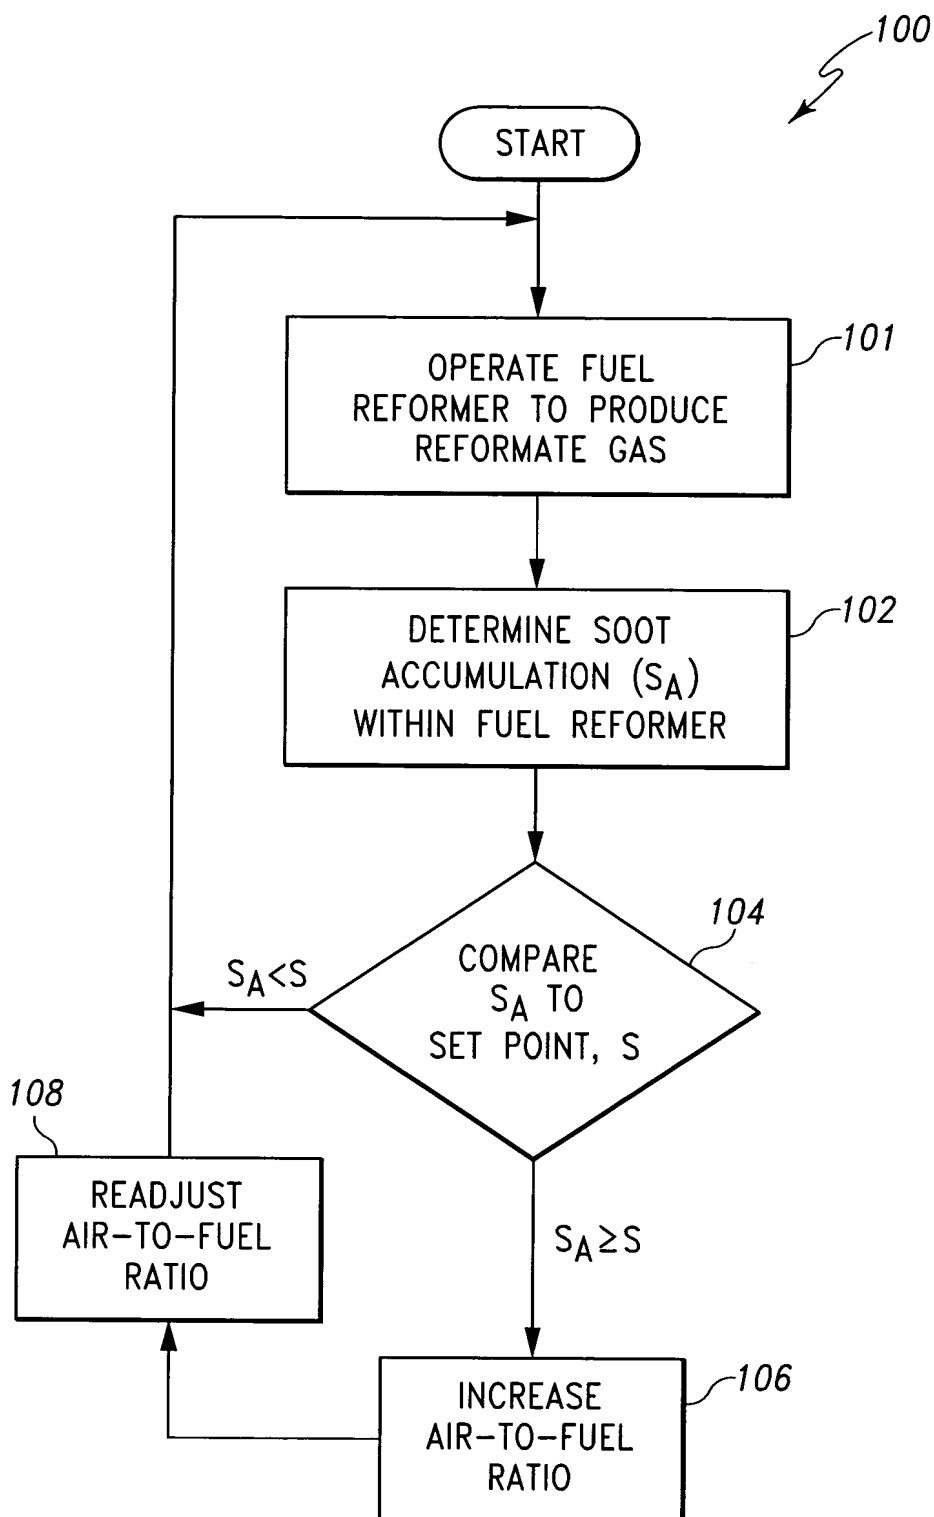 100
START
101
OPERATE FUEL
REFORMER TO PRODUCE
REFORMATE GAS
102
DETERMINE SOOT
ACCUMULATION (SA)
WITHIN FUEL REFORMER
104
COMPARE
SA TO
SET POINT, S
SA<S
108
READJUST
AIR-TO-FUEL
RATIO
SA≥S
106
INCREASE
AIR-TO-FUEL
RATIO